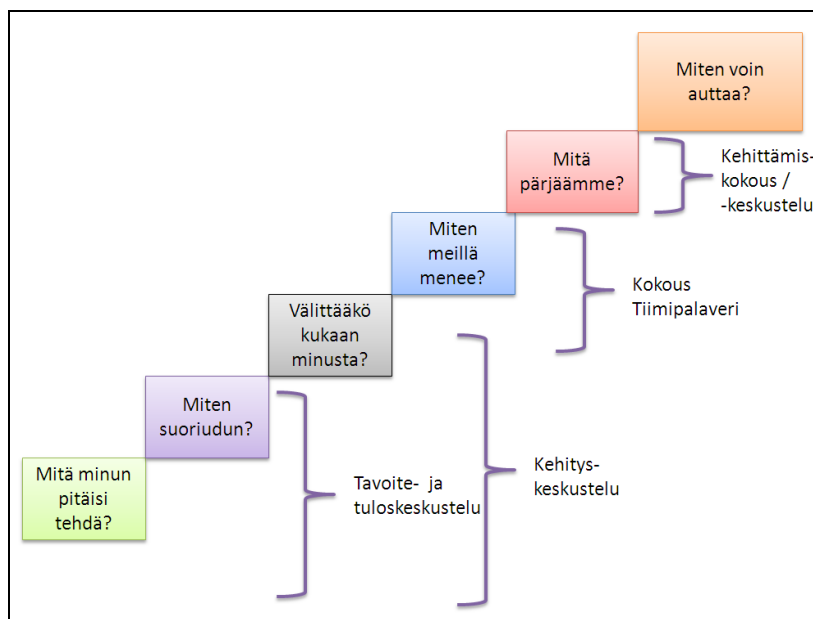 Miten voin
auttaa?
Mitä
pärjäämme?
Kehittämis-
kokous /
-keskustelu
Miten
meillä
menee?
Kokous
Tiimipalaveri
Välittääkö
kukaan
minusta?
Miten
suoriudun?
Kehitys-
keskustelu
Mitä minun
pitäisi
tehdä?
Tavoite- ja
tuloskeskustelu